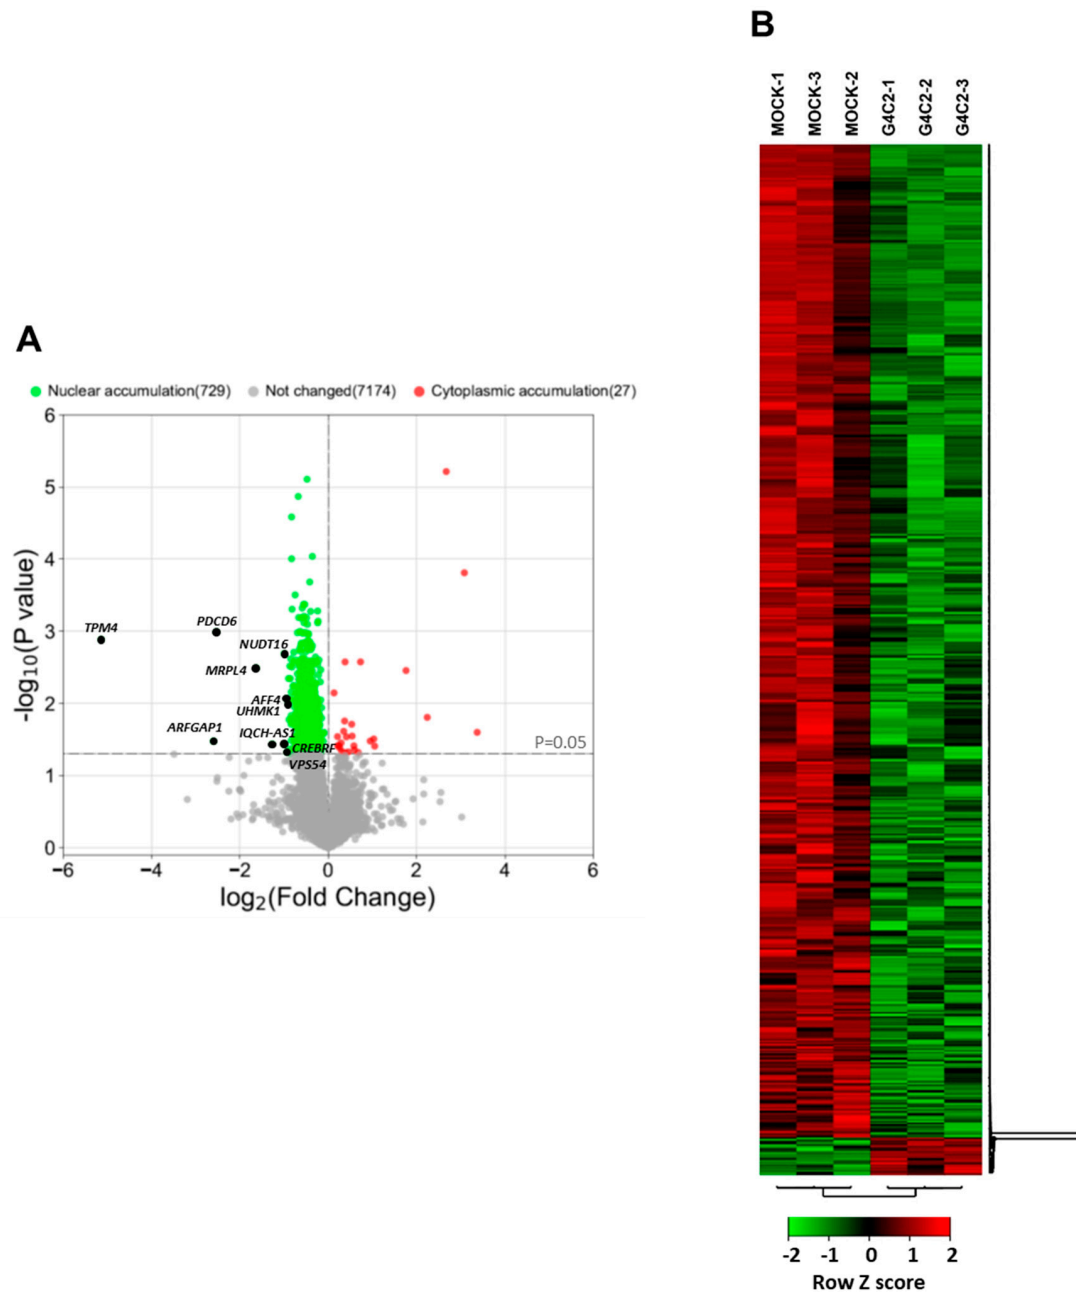 B
MOCK-1
MOCK-3
MOCK-2
G4C2-1
G4C2-2
G4C2-3
A
Nuclear accumulation(729) Not changed(7174) Cytoplasmic accumulation(27)
6
5
4
3
2
1
0
-log10(P value)
TPM4
PDCD6
NUDT16
MRPL4
AFF4
UHMK1
ARFGAP1
IQCH-AS1
CREBRF
VPS54
P=0.05
−6 −4 −2 0 2 4 6
log2(Fold Change)
-2 -1 0 1 2
Row Z score